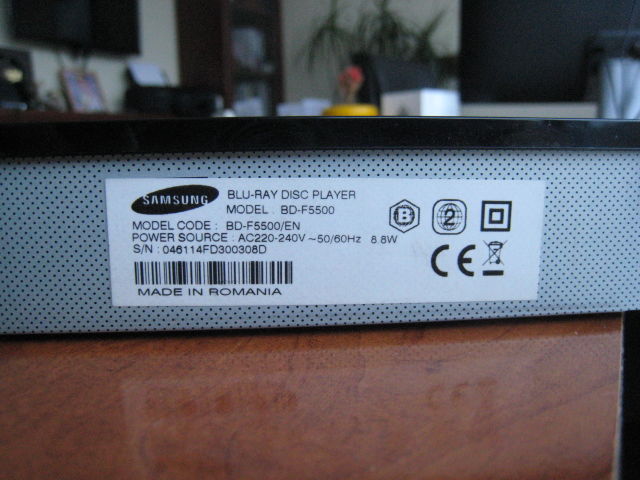 SAMSUNG
BLU-RAY DISC PLAYER
MODEL : BD-F5500
MODEL CODE : BD-F5500/EN
POWER SOURCE : AC220-240V ~50/60Hz 8.8W
S/N : 046114FD300308D
MADE IN ROMANIA
B
2
CE